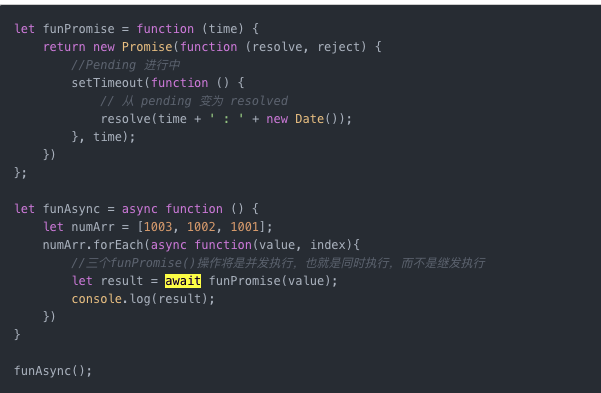 let funPromise = function (time) {
    return new Promise(function (resolve, reject) {
        //Pending 进行中
        setTimeout(function () {
            // 从 pending 变为 resolved
            resolve(time + ' : ' + new Date());
        }, time);
    })
};

let funAsync = async function () {
    let numArr = [1003, 1002, 1001];
    numArr.forEach(async function(value, index){
        //三个funPromise()操作将是并发执行，也就是同时执行，而不是继发执行
        let result = await funPromise(value);
        console.log(result);
    })
}

funAsync();